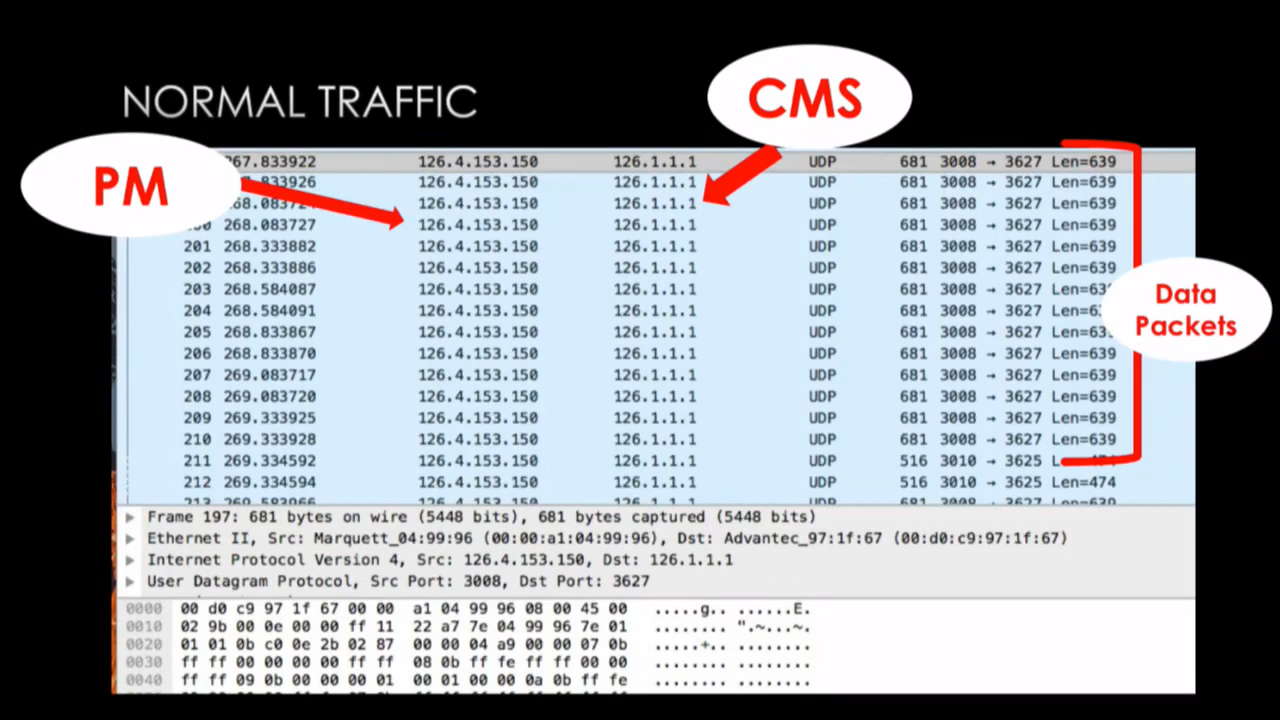 NORMAL TRAFFIC
CMS
PM
Data
Packets
267.833922 126.4.153.150 126.1.1.1 UDP 681 3008 → 3627 Len=639
.833926 126.4.153.150 126.1.1.1 UDP 681 3008 → 3627 Len=639
126.4.153.150 126.1.1.1 UDP 681 3008 → 3627 Len=639
268.083727 126.4.153.150 126.1.1.1 UDP 681 3008 → 3627 Len=639
201 268.333882 126.4.153.150 126.1.1.1 UDP 681 3008 → 3627 Len=639
202 268.333886 126.4.153.150 126.1.1.1 UDP 681 3008 → 3627 Len=639
203 268.584087 126.4.153.150 126.1.1.1 UDP 681 3008 → 3627
204 268.584091 126.4.153.150 126.1.1.1 UDP 681 3008 → 3627
205 268.833867 126.4.153.150 126.1.1.1 UDP 681 3008 → 3627
206 268.833870 126.4.153.150 126.1.1.1 UDP 681 3008 → 3627 Len=639
207 269.083717 126.4.153.150 126.1.1.1 UDP 681 3008 → 3627 Len=639
208 269.083720 126.4.153.150 126.1.1.1 UDP 681 3008 → 3627 Len=639
209 269.333925 126.4.153.150 126.1.1.1 UDP 681 3008 → 3627 Len=639
210 269.333928 126.4.153.150 126.1.1.1 UDP 681 3008 → 3627 Len=639
211 269.334592 126.4.153.150 126.1.1.1 UDP 516 3010 → 3625
212 269.334594 126.4.153.150 126.1.1.1 UDP 516 3010 → 3625 Len=474
213 269.583966 126.4.153.150 126.1.1.1 UDP 681 3008 → 3627 Len=639
Frame 197: 681 bytes on wire (5448 bits), 681 bytes captured (5448 bits)
Ethernet II, Src: Marquett_04:99:96 (00:00:a1:04:99:96), Dst: Advantec_97:1f:67 (00:d0:c9:97:1f:67)
Internet Protocol Version 4, Src: 126.4.153.150, Dst: 126.1.1.1
User Datagram Protocol, Src Port: 3008, Dst Port: 3627
0000 00 d0 c9 97 1f 67 00 00 a1 04 99 96 08 00 45 00 .....g.. ......E.
0010 02 9b 00 0e 00 00 ff 11 22 a7 7e 04 99 96 7e 01 ........ ".~...~.
0020 01 01 0b c0 0e 2b 02 87 00 00 04 a9 00 00 07 0b .....+.. ........
0030 ff ff 00 00 00 00 ff ff 08 0b ff fe ff ff 00 00 ........ ........
0040 ff ff 09 0b 00 00 00 01 00 01 00 00 0a 0b ff fe ........ ........